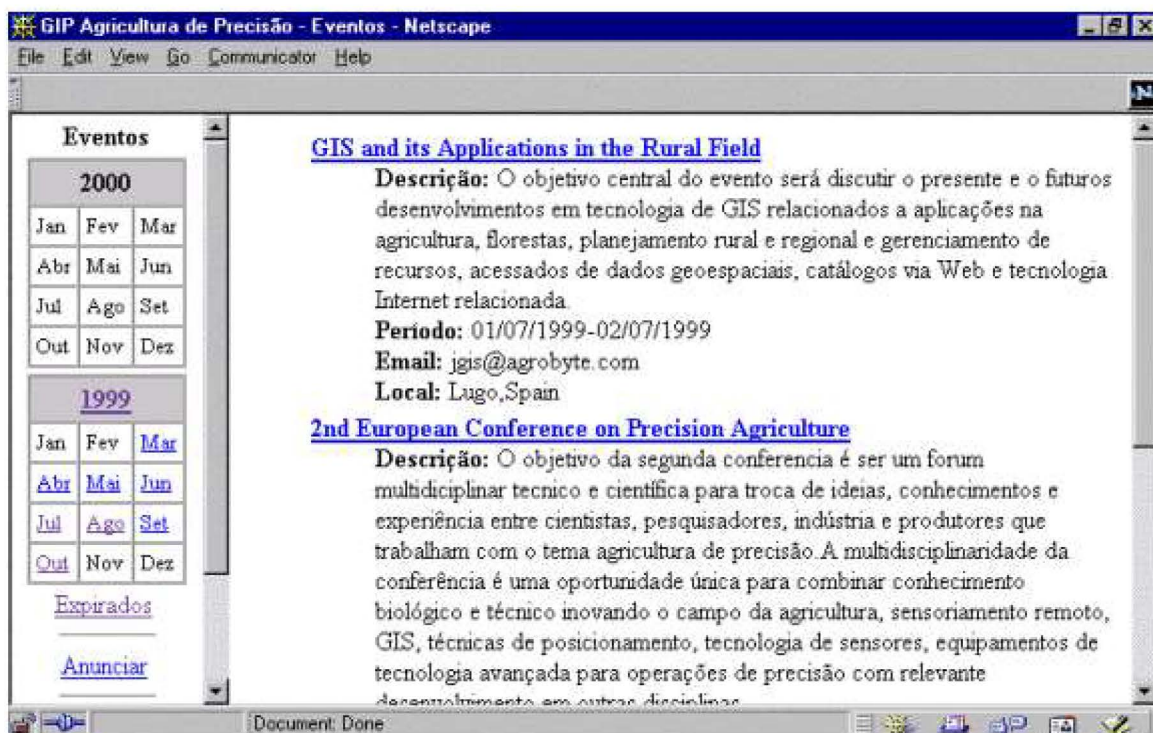 GIP Agricultura de Precisão - Eventos - Netscape
File Edit View Go Communicator Help
Eventos
2000
Jan Fev Mar
Abr Mai Jun
Jul Ago Set
Out Nov Dez
1999
Jan Fev Mar
Abr Mai Jun
Jul Ago Set
Out Nov Dez
Expirados
Anunciar
GIS and its Applications in the Rural Field
Descrição: O objetivo central do evento será discutir o presente e o futuros
desenvolvimentos em tecnologia de GIS relacionados a aplicações na
agricultura, florestas, planejamento rural e regional e gerenciamento de
recursos, acessados de dados geoespaciais, catálogos via Web e tecnologia
Internet relacionada.
Período: 01/07/1999-02/07/1999
Email: jgis@agrobyte.com
Local: Lugo,Spain
2nd European Conference on Precision Agriculture
Descrição: O objetivo da segunda conferencia é ser um forum
multidiciplinar tecnico e científica para troca de ideias, conhecimentos e
experiência entre cientistas, pesquisadores, indústria e produtores que
trabalham com o tema agricultura de precisão.A multidisciplinaridade da
conferência é uma oportunidade única para combinar conhecimento
biológico e técnico inovando o campo da agricultura, sensoriamento remoto,
GIS, técnicas de posicionamento, tecnologia de sensores, equipamentos de
tecnologia avançada para operações de precisão com relevante
desenvolvimento em outras disciplinas
Document: Done